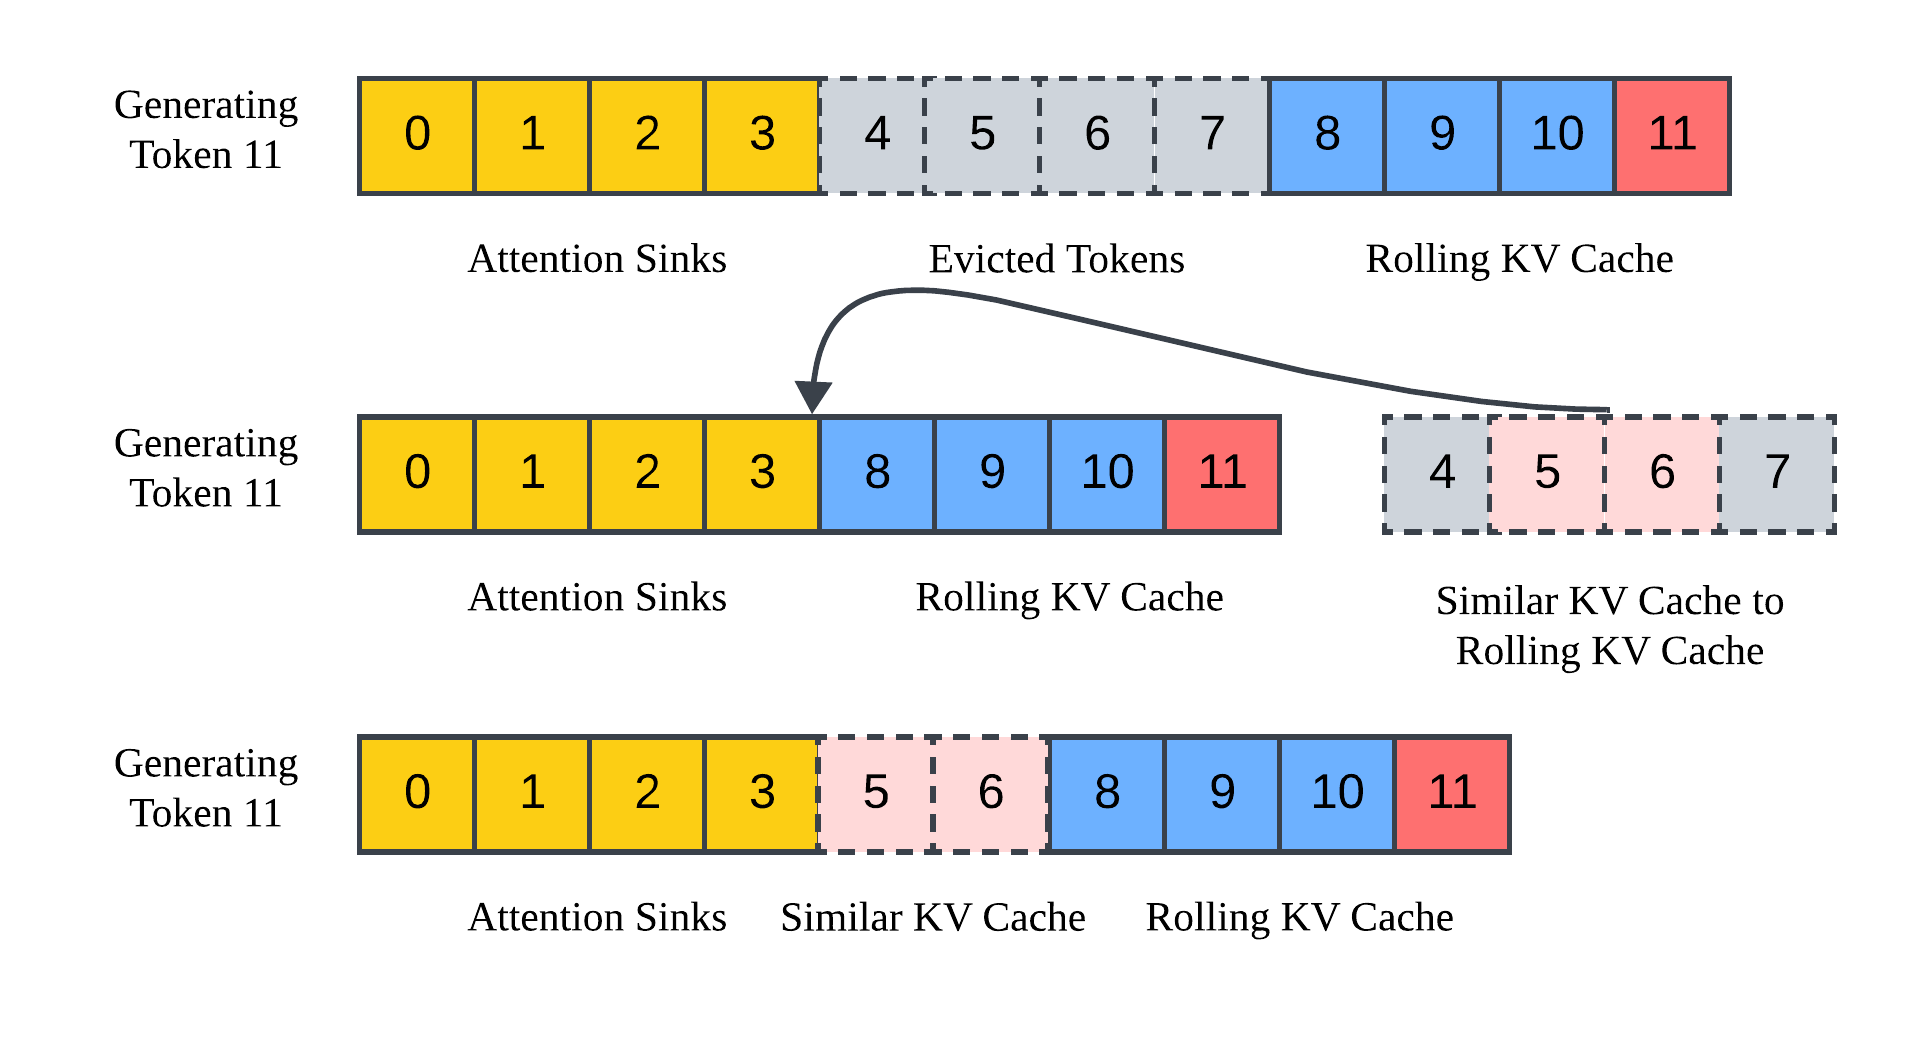 Generating
Token 11
0 1 2 3 4 5 6 7 8 9 10 11
Attention Sinks
Evicted Tokens
Rolling KV Cache
Generating
Token 11
0 1 2 3 8 9 10 11
4 5 6 7
Attention Sinks
Rolling KV Cache
Similar KV Cache to
Rolling KV Cache
Generating
Token 11
0 1 2 3 5 6 8 9 10 11
Attention Sinks
Similar KV Cache
Rolling KV Cache